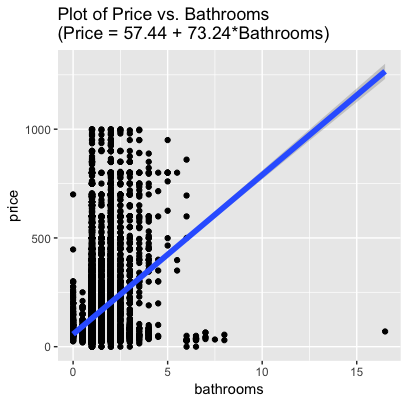 Plot of Price vs. Bathrooms
(Price = 57.44 + 73.24*Bathrooms)
price
1000
500
0
0 5 10 15
bathrooms